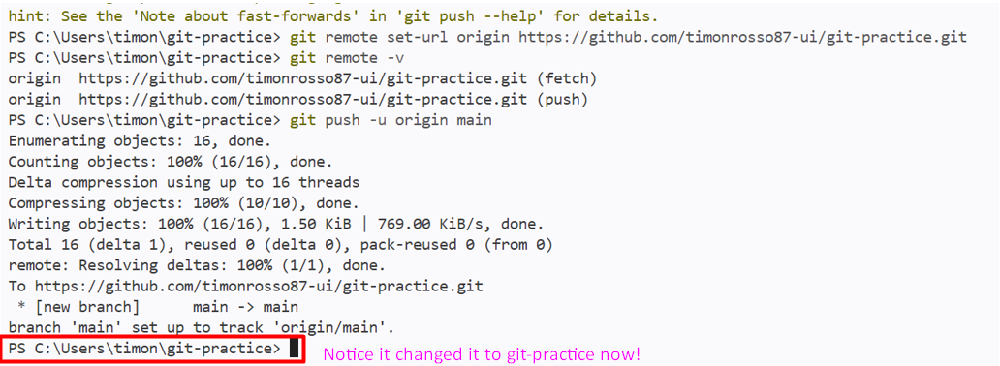 hint: See the 'Note about fast-forwards' in 'git push --help' for details.
PS C:\Users\timon\git-practice> git remote set-url origin https://github.com/timonrosso87-ui/git-practice.git
PS C:\Users\timon\git-practice> git remote -v
origin  https://github.com/timonrosso87-ui/git-practice.git (fetch)
origin  https://github.com/timonrosso87-ui/git-practice.git (push)
PS C:\Users\timon\git-practice> git push -u origin main
Enumerating objects: 16, done.
Counting objects: 100% (16/16), done.
Delta compression using up to 16 threads
Compressing objects: 100% (10/10), done.
Writing objects: 100% (16/16), 1.50 KiB | 769.00 KiB/s, done.
Total 16 (delta 1), reused 0 (delta 0), pack-reused 0 (from 0)
remote: Resolving deltas: 100% (1/1), done.
To https://github.com/timonrosso87-ui/git-practice.git
 * [new branch]      main -> main
branch 'main' set up to track 'origin/main'.
PS C:\Users\timon\git-practice> Notice it changed it to git-practice now!